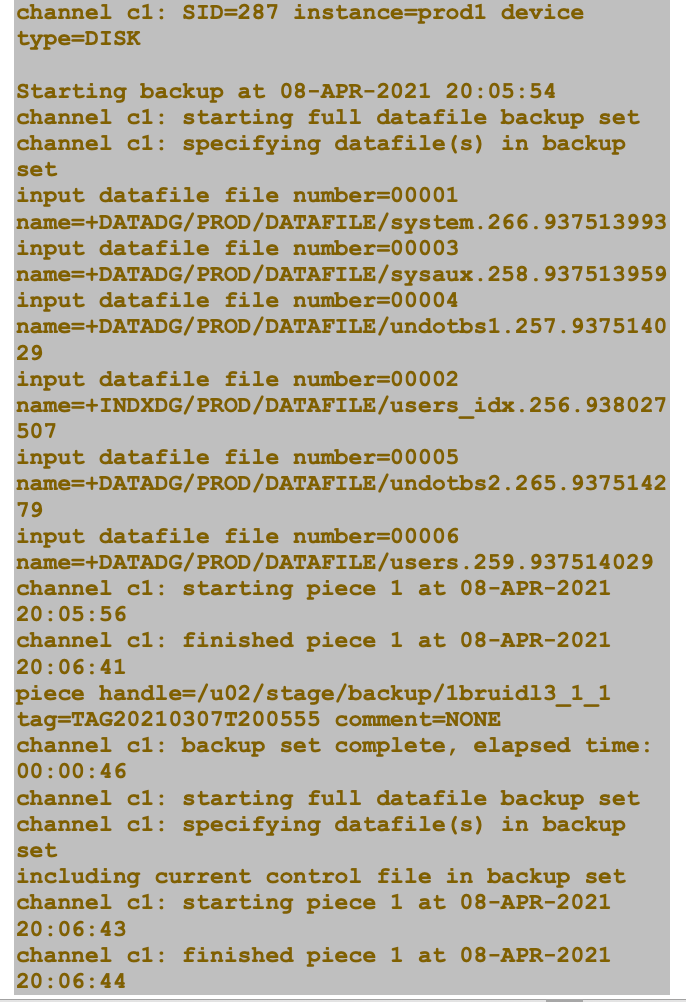 channel c1: SID=287 instance=prod1 device
type=DISK
Starting backup at 08-APR-2021 20:05:54
channel c1: starting full datafile backup set
channel c1: specifying datafile(s) in backup
set
input datafile file number=00001
name=+DATADG/PROD/DATAFILE/system.266.937513993
input datafile file number=00003
name=+DATADG/PROD/DATAFILE/sysaux.258.937513959
input datafile file number=00004
name=+DATADG/PROD/DATAFILE/undotbs1.257.9375140
29
input datafile file number=00002
name=+INDXDG/PROD/DATAFILE/users_idx.256.938027
507
input datafile file number=00005
name=+DATADG/PROD/DATAFILE/undotbs2.265.9375142
79
input datafile file number=00006
name=+DATADG/PROD/DATAFILE/users.259.937514029
channel c1: starting piece 1 at 08-APR-2021
20:05:56
channel c1: finished piece 1 at 08-APR-2021
20:06:41
piece handle=/u02/stage/backup/1bruidl3_1_1
tag=TAG20210307T200555 comment=NONE
channel c1: backup set complete, elapsed time:
00:00:46
channel c1: starting full datafile backup set
channel c1: specifying datafile(s) in backup
set
including current control file in backup set
channel c1: starting piece 1 at 08-APR-2021
20:06:43
channel c1: finished piece 1 at 08-APR-2021
20:06:44